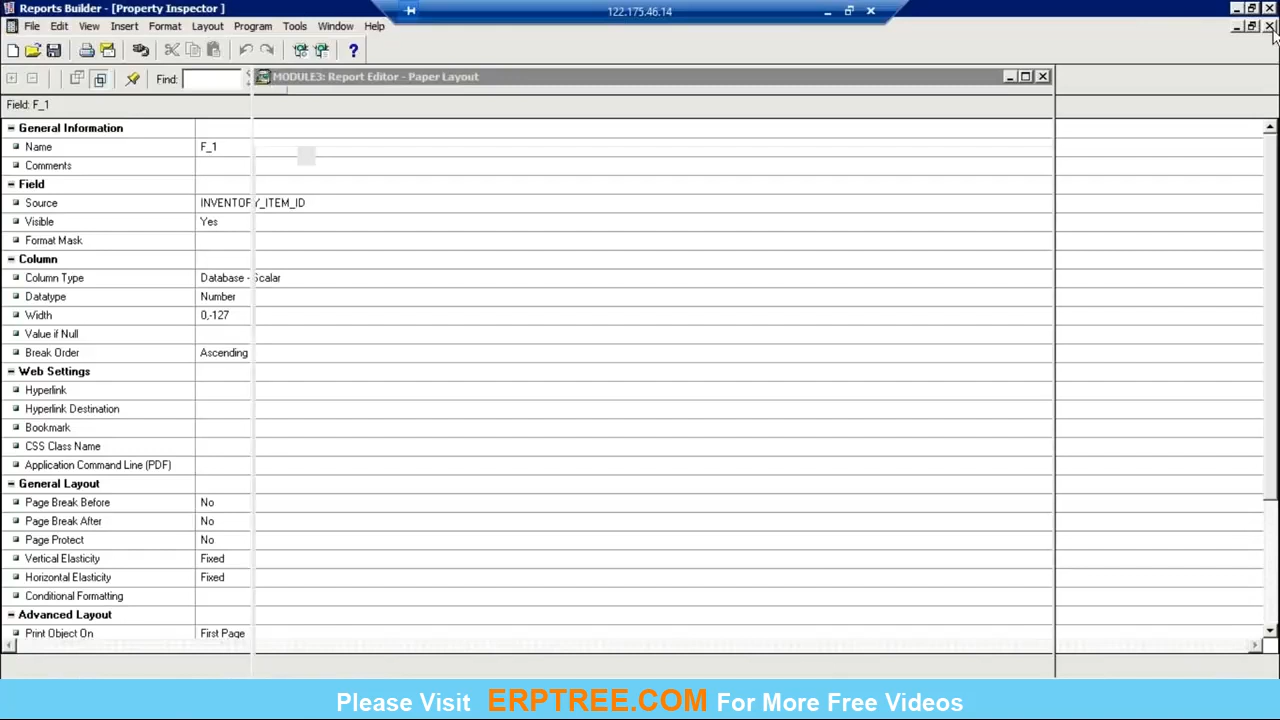 Reports Builder - [Property Inspector ]
122.175.46.14
File Edit View Insert Format Layout Program Tools Window Help
Find:
MODULE3: Report Editor - Paper Layout
Field: F_1
General Information
Name F_1
Comments
Field
Source INVENTORY_ITEM_ID
Visible Yes
Format Mask
Column
Column Type Database - Scalar
Datatype Number
Width 0,-127
Value if Null
Break Order Ascending
Web Settings
Hyperlink
Hyperlink Destination
Bookmark
CSS Class Name
Application Command Line (PDF)
General Layout
Page Break Before No
Page Break After No
Page Protect No
Vertical Elasticity Fixed
Horizontal Elasticity Fixed
Conditional Formatting
Advanced Layout
Print Object On First Page
Please Visit ERPTREE.COM For More Free Videos